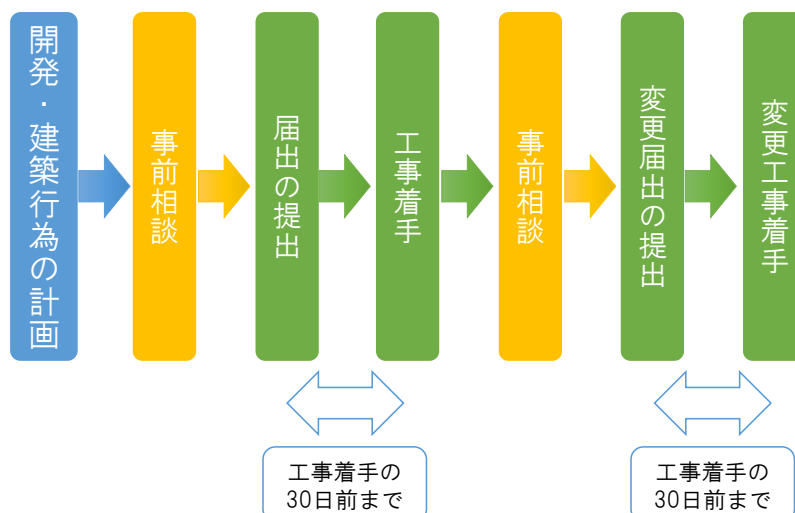 開発・建築行為の計画
事前相談
届出の提出
工事着手
事前相談
変更届出の提出
変更工事着手
工事着手の
30日前まで
工事着手の
30日前まで